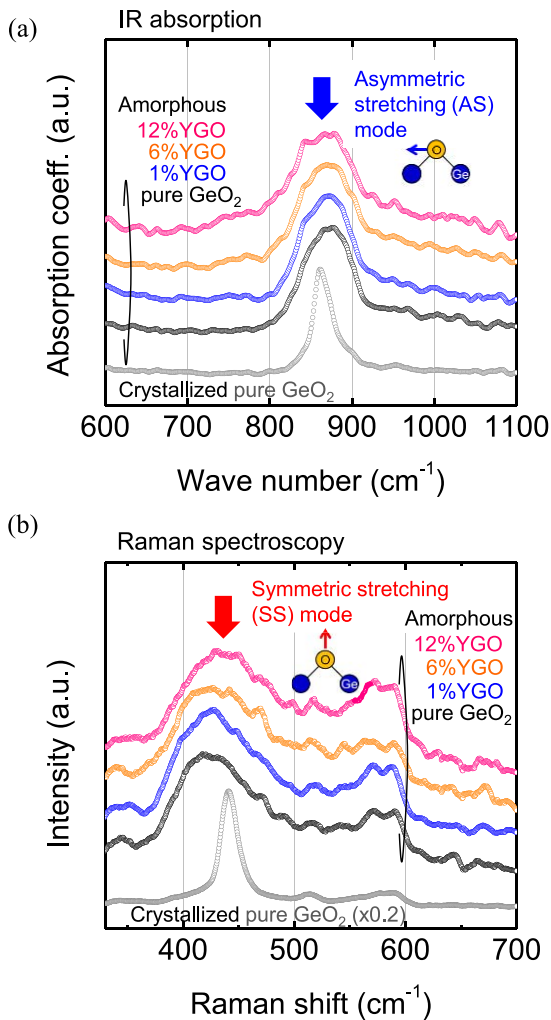 (a)
IR absorption
Absorption coeff. (a.u.)
Asymmetric
stretching (AS)
mode
O
Ge
Amorphous
12%YGO
6%YGO
1%YGO
pure GeO₂
Crystallized pure GeO₂
600 700 800 900 1000 1100
Wave number (cm⁻¹)
(b)
Raman spectroscopy
Intensity (a.u.)
Symmetric stretching
(SS) mode
O
Ge
Amorphous
12%YGO
6%YGO
1%YGO
pure GeO₂
Crystallized pure GeO₂ (x0.2)
400 500 600 700
Raman shift (cm⁻¹)